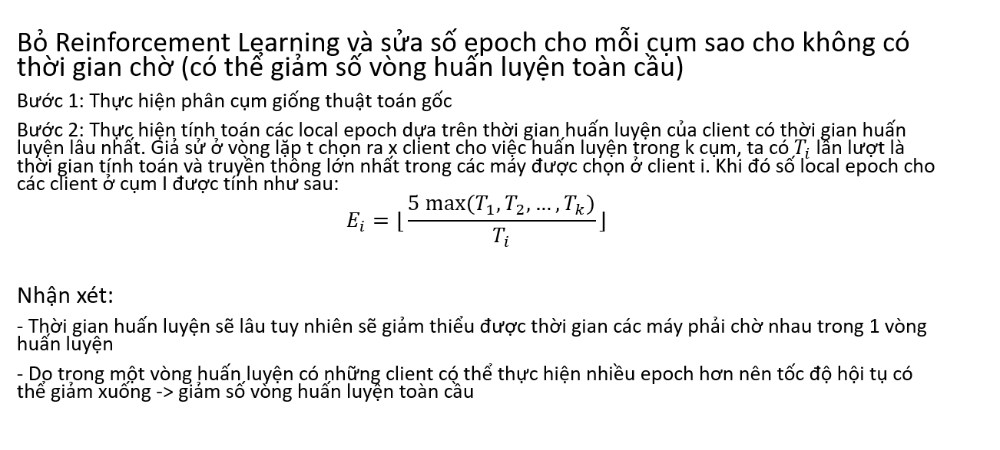 Bỏ Reinforcement Learning và sửa số epoch cho mỗi cụm sao cho không có
thời gian chờ (có thể giảm số vòng huấn luyện toàn cầu)
Bước 1: Thực hiện phân cụm giống thuật toán gốc
Bước 2: Thực hiện tính toán các local epoch dựa trên thời gian huấn luyện của client có thời gian huấn
luyện lâu nhất. Giả sử ở vòng lặp t chọn ra x client cho việc huấn luyện trong k cụm, ta có T_i lần lượt là
thời gian tính toán và truyền thông lớn nhất trong các máy được chọn ở client i. Khi đó số local epoch cho
các client ở cụm I được tính như sau:
E_i = ⌊ 5 max(T_1, T_2, … , T_k) / T_i ⌋
Nhận xét:
- Thời gian huấn luyện sẽ lâu tuy nhiên sẽ giảm thiểu được thời gian các máy phải chờ nhau trong 1 vòng
huấn luyện
- Do trong một vòng huấn luyện có những client có thể thực hiện nhiều epoch hơn nên tốc độ hội tụ có
thể giảm xuống -> giảm số vòng huấn luyện toàn cầu